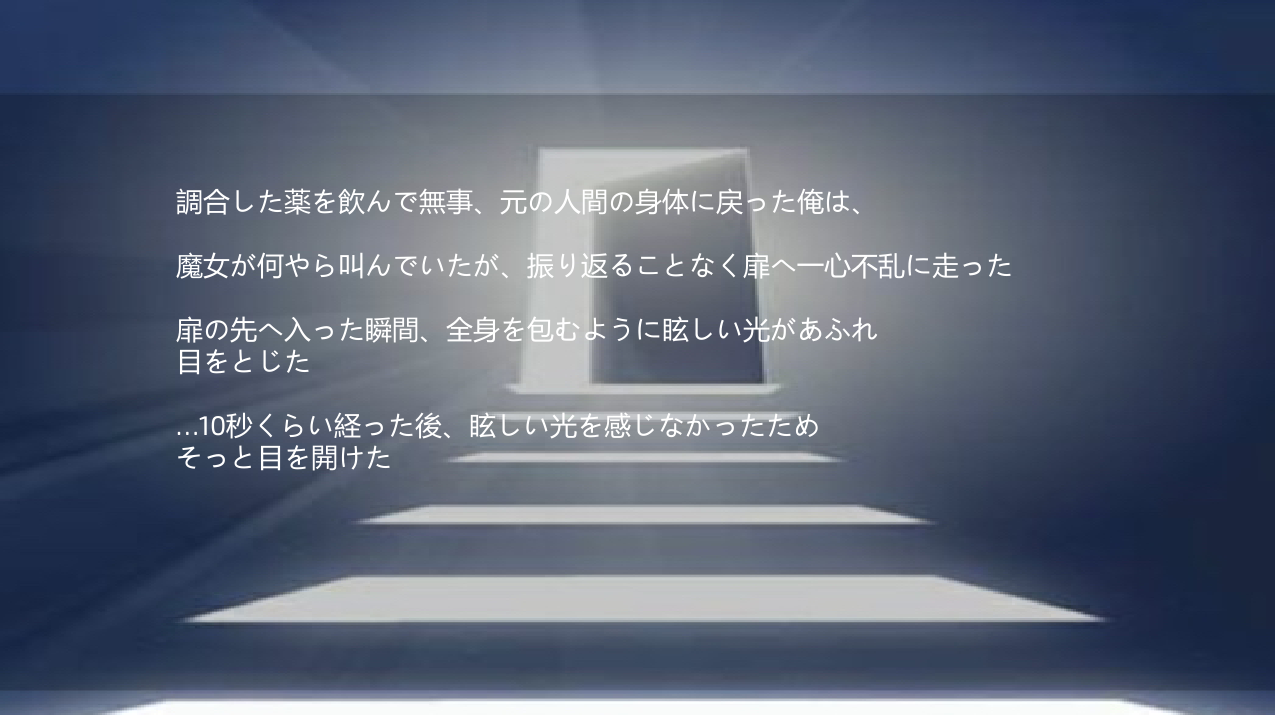 調合した薬を飲んで無事、元の人間の身体に戻った俺は、
魔女が何やら叫んでいたが、振り返ることなく扉へ一心不乱に走った
扉の先へ入った瞬間、全身を包むように眩しい光があふれ
目をとじた
…10秒くらい経った後、眩しい光を感じなかったため
そっと目を開けた